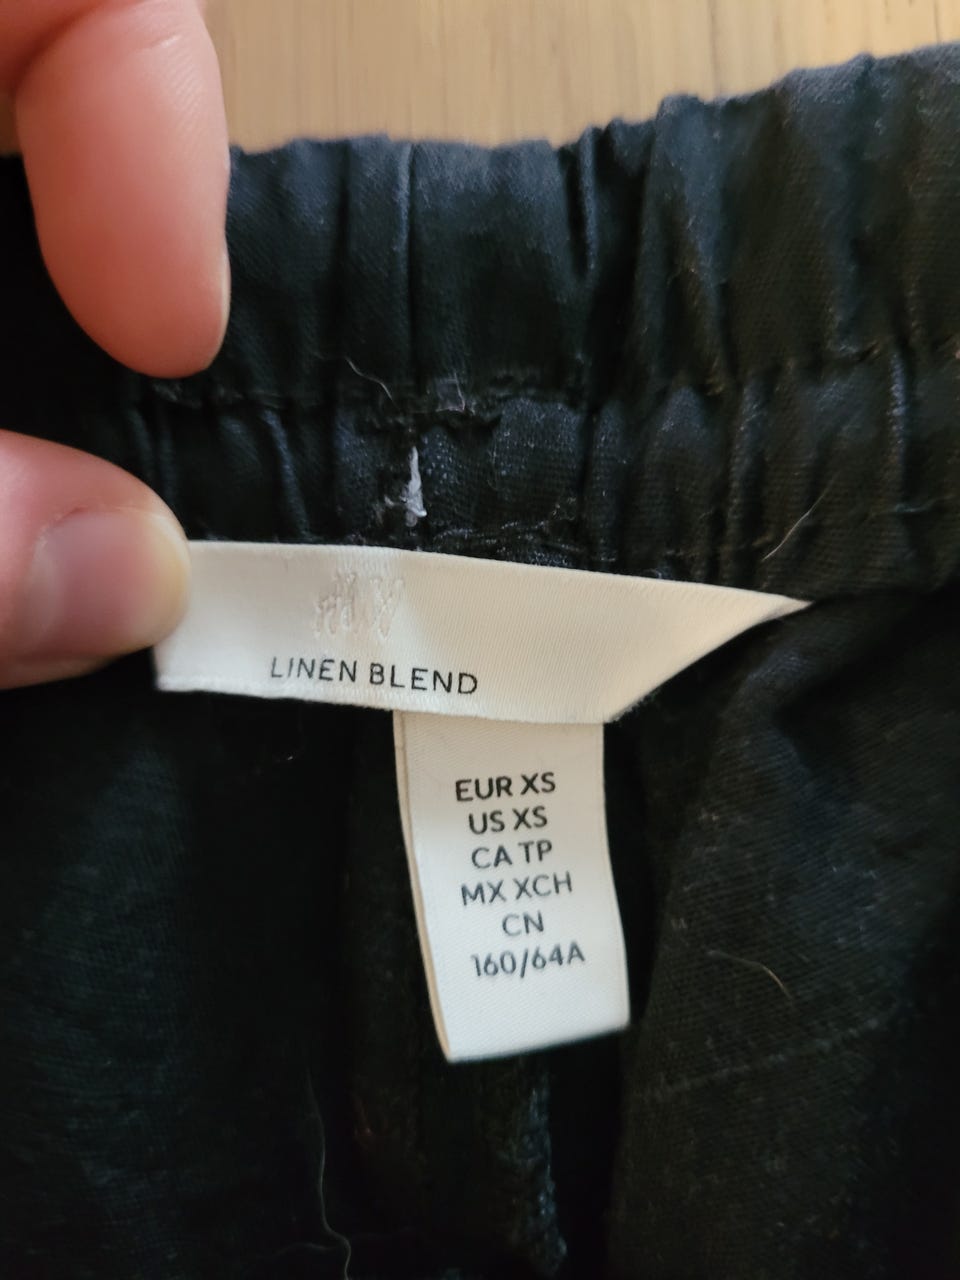 H&M
LINEN BLEND
EUR XS
US XS
CA TP
MX XCH
CN
160/64A